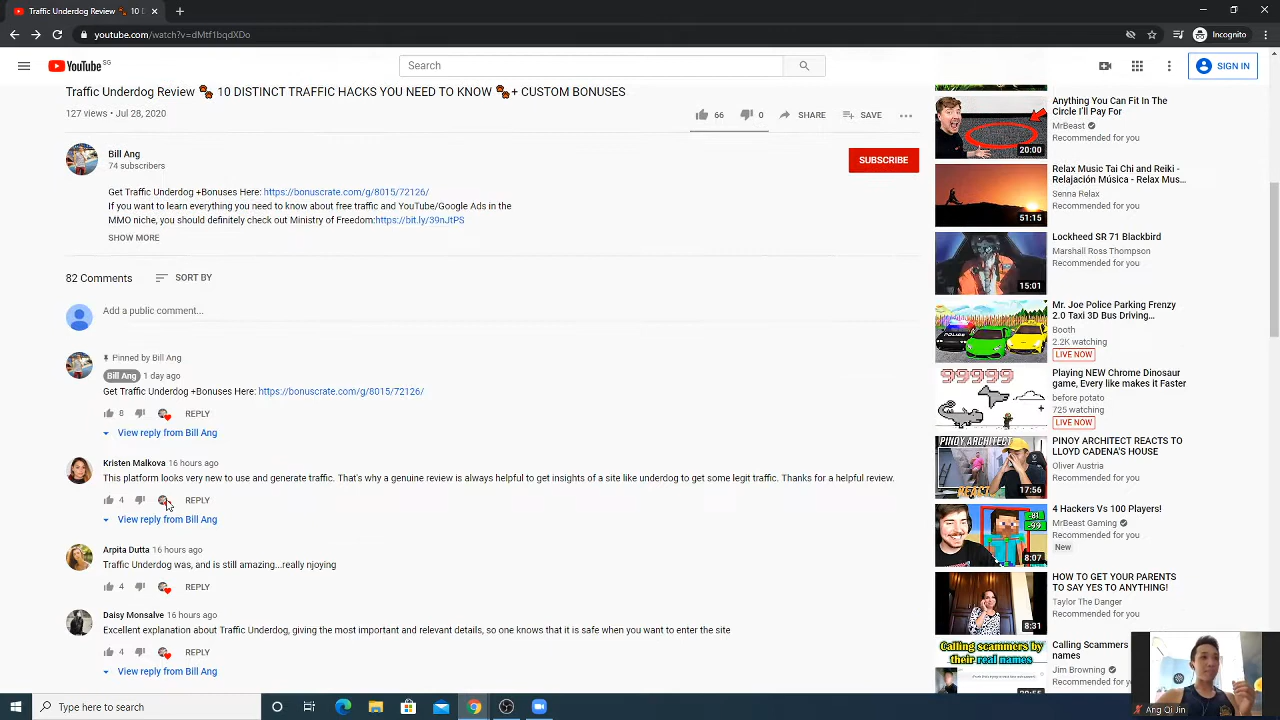 Traffic Underdog Review
youtube.com/watch?v=dMtf1bqdXDo
Incognito
YouTube SG
Search
SIGN IN
Traffic Underdog Review 10 DISTINCT TRAFFIC HACKS YOU NEED TO KNOW + CUSTOM BONUSES
127 views • Jul 28, 2020
66 0 SHARE SAVE
Bill Ang
74 subscribers
SUBSCRIBE
Get Traffic Underdog +Bonuses Here: https://bonuscrate.com/g/8015/72126/
If you want to learn everything you need to know about free traffic and YouTube/Google Ads in the
MMO niche, you should definitely check out Ministry of Freedom:https://bit.ly/39nJtPS
SHOW MORE
82 Comments SORT BY
Add a public comment...
Pinned by Bill Ang
Bill Ang 1 day ago
Get Traffic Underdog +Bonuses Here: https://bonuscrate.com/g/8015/72126/
8 REPLY
View reply from Bill Ang
Kristen Malkova 16 hours ago
This platform looks very new to use and generate traffic. That's why a genuine review is always helpful to get insights of a site like underdog to get some legit traffic. Thanks for a helpful review.
4 REPLY
View reply from Bill Ang
Arpita Dutta 16 hours ago
Traffic Underdog was, and is still amazing...
4 REPLY
Daisy Monsalve 16 hours ago
Excellent explanation about Traffic Underdog, the most important and relevant details, so one knows that it is safe when you want to enter the site
4 REPLY
View reply from Bill Ang
Anything You Can Fit In The
Circle I'll Pay For
MrBeast
Recommended for you
20:00
Relax Music Tai Chi and Reiki -
Relajación Música - Relax Mus...
Senna Relax
Recommended for you
51:15
Lockheed SR 71 Blackbird
Marshall Ross Thompson
Recommended for you
15:01
Mr. Joe Police Parking Frenzy
2.0 Taxi 3D Bus Driving...
Booth
2.2K watching
LIVE NOW
POLICE
Playing NEW Chrome Dinosaur
game, Every like makes it Faster
before potato
725 watching
LIVE NOW
99999
PINOY ARCHITECT REACTS TO
LLOYD CADENA'S HOUSE
Oliver Austria
Recommended for you
PINOY ARCHITECT
REACT
17:56
4 Hackers Vs 100 Players!
MrBeast Gaming
Recommended for you
New
8:07
HOW TO GET YOUR PARENTS
TO SAY YES TO ANYTHING!
Taylor The Danger
Recommended for you
8:31
Calling scammers by
their real names
Calling Scammers
names
Jim Browning
Recommended
Ang Qi Jin
Type here to search